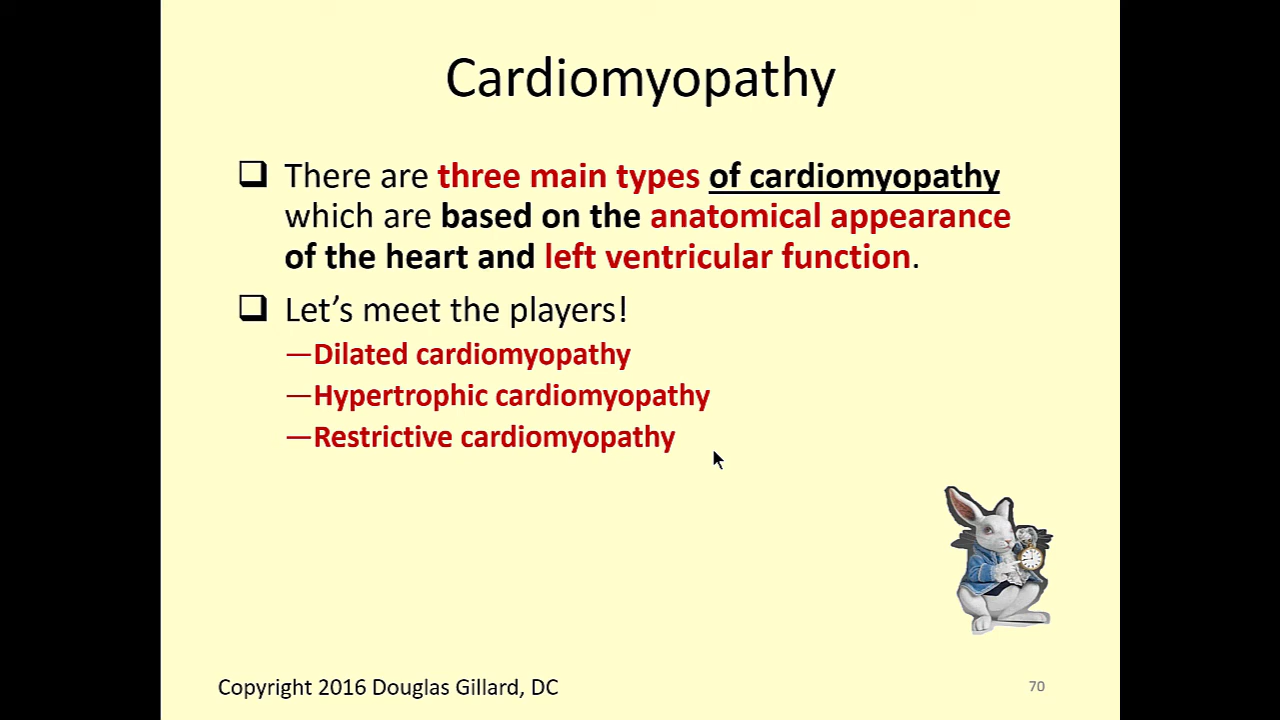 Cardiomyopathy
❑ There are three main types of cardiomyopathy
which are based on the anatomical appearance
of the heart and left ventricular function.
❑ Let’s meet the players!
—Dilated cardiomyopathy
—Hypertrophic cardiomyopathy
—Restrictive cardiomyopathy
Copyright 2016 Douglas Gillard, DC
70